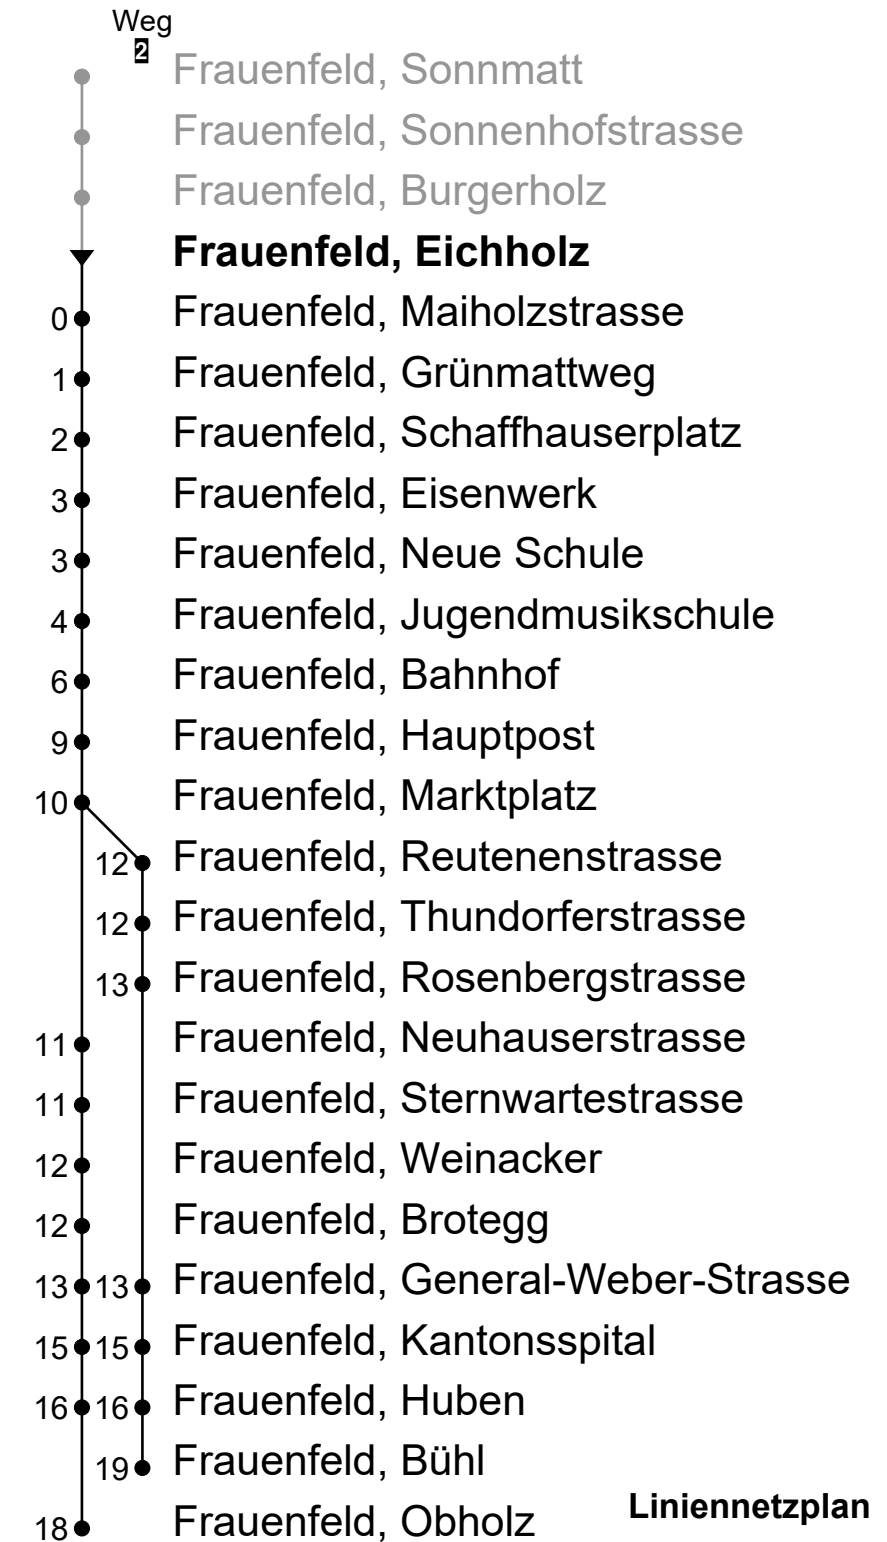 Weg
2
Frauenfeld, Sonnmatt
Frauenfeld, Sonnenhofstrasse
Frauenfeld, Burgerholz
Frauenfeld, Eichholz
0 Frauenfeld, Maiholzstrasse
1 Frauenfeld, Grünmattweg
2 Frauenfeld, Schaffhauserplatz
3 Frauenfeld, Eisenwerk
3 Frauenfeld, Neue Schule
4 Frauenfeld, Jugendmusikschule
6 Frauenfeld, Bahnhof
9 Frauenfeld, Hauptpost
10 Frauenfeld, Marktplatz
12 Frauenfeld, Reutenenstrasse
12 Frauenfeld, Thundorferstrasse
13 Frauenfeld, Rosenbergstrasse
11 Frauenfeld, Neuhauserstrasse
11 Frauenfeld, Sternwartestrasse
12 Frauenfeld, Weinacker
12 Frauenfeld, Brotegg
13 13 Frauenfeld, General-Weber-Strasse
15 15 Frauenfeld, Kantonsspital
16 16 Frauenfeld, Huben
19 Frauenfeld, Bühl
18 Frauenfeld, Obholz
Liniennetzplan